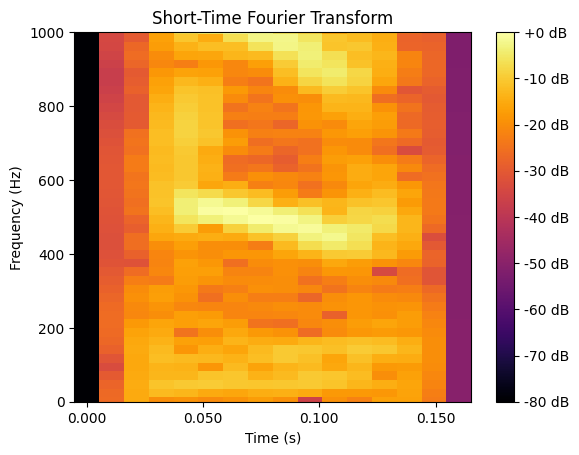 Short-Time Fourier Transform
1000
800
600
400
200
0
Frequency (Hz)
0.000
0.050
0.100
0.150
Time (s)
+0 dB
-10 dB
-20 dB
-30 dB
-40 dB
-50 dB
-60 dB
-70 dB
-80 dB